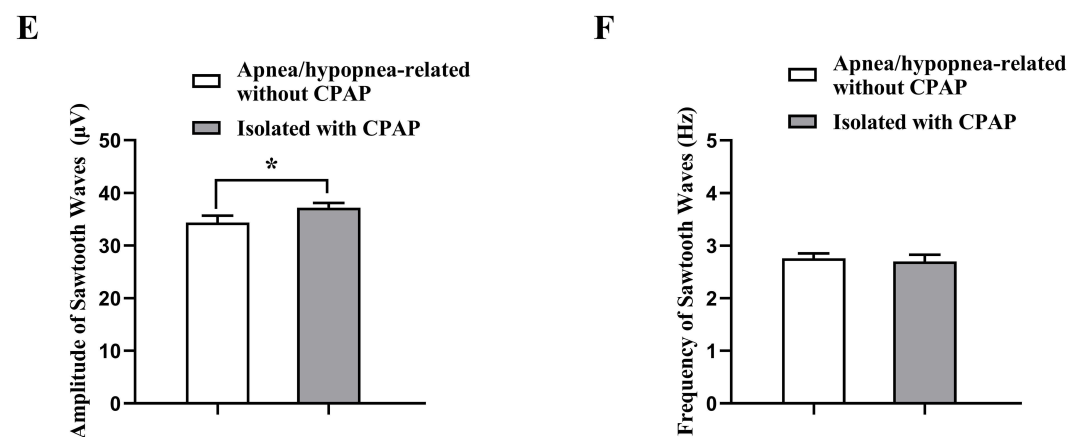 E
Apnea/hypopnea-related
without CPAP
Isolated with CPAP
Amplitude of Sawtooth Waves (μV)
50
40
30
20
10
0
*
F
Apnea/hypopnea-related
without CPAP
Isolated with CPAP
Frequency of Sawtooth Waves (Hz)
5
4
3
2
1
0